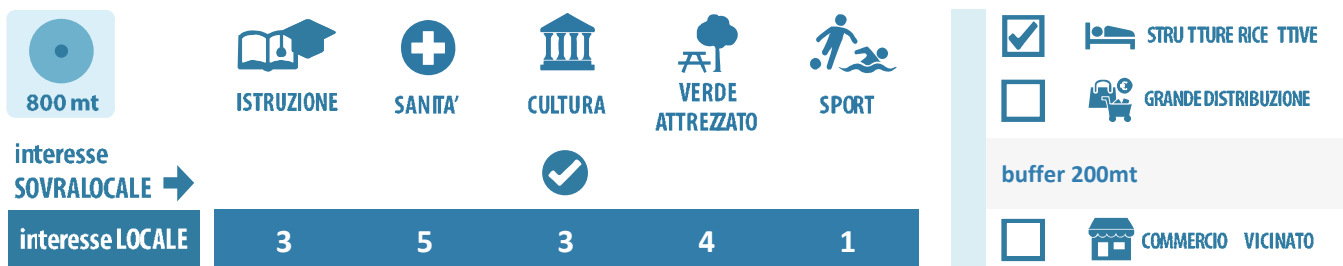 800 mt
ISTRUZIONE
SANITA'
CULTURA
VERDE
ATTREZZATO
SPORT
interesse
SOVRALOCALE
interesse LOCALE
3 5 3 4 1
STRU TTURE RICE TTIVE
€
GRANDE DISTRIBUZIONE
buffer 200mt
COMMERCIO VICINATO